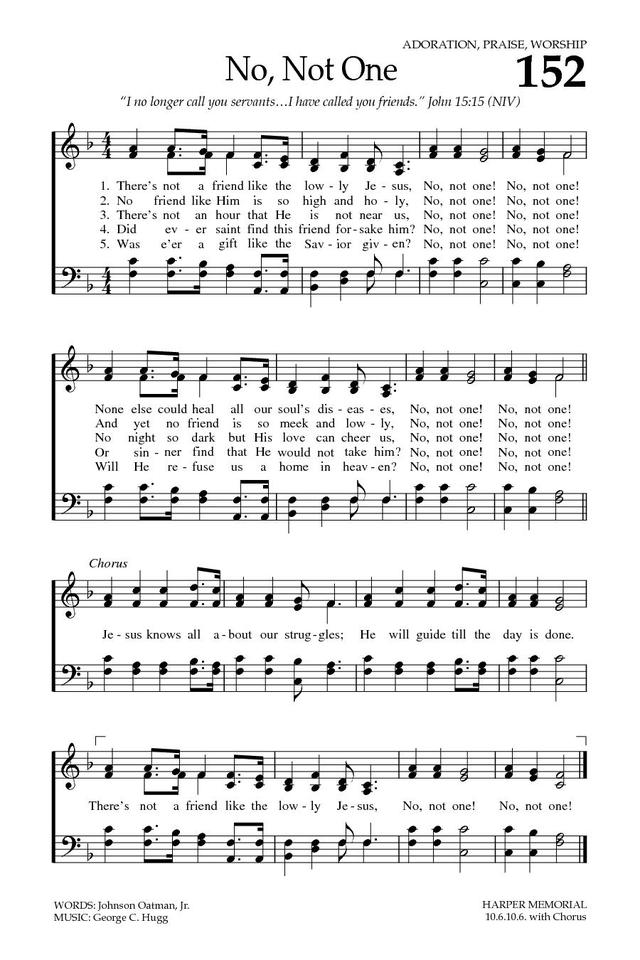 ADORATION, PRAISE, WORSHIP
No, Not One 152
“I no longer call you servants…I have called you friends.” John 15:15 (NIV)
1. There’s not a friend like the low - ly Je - sus, No, not one! No, not one!
2. No friend like Him is so high and ho - ly, No, not one! No, not one!
3. There’s not an hour that He is not near us, No, not one! No, not one!
4. Did ev - er saint find this friend for - sake him? No, not one! No, not one!
5. Was e’er a gift like the Sav - ior giv - en? No, not one! No, not one!
None else could heal all our soul’s dis - eas - es, No, not one! No, not one!
And yet no friend is so meek and low - ly, No, not one! No, not one!
No night so dark but His love can cheer us, No, not one! No, not one!
Or sin - ner find that He would not take him? No, not one! No, not one!
Will He re - fuse us a home in heav - en? No, not one! No, not one!
Chorus
Je - sus knows all a - bout our strug - gles; He will guide till the day is done.
There’s not a friend like the low - ly Je - sus, No, not one! No, not one!
WORDS: Johnson Oatman, Jr. HARPER MEMORIAL
MUSIC: George C. Hugg 10.6.10.6. with Chorus